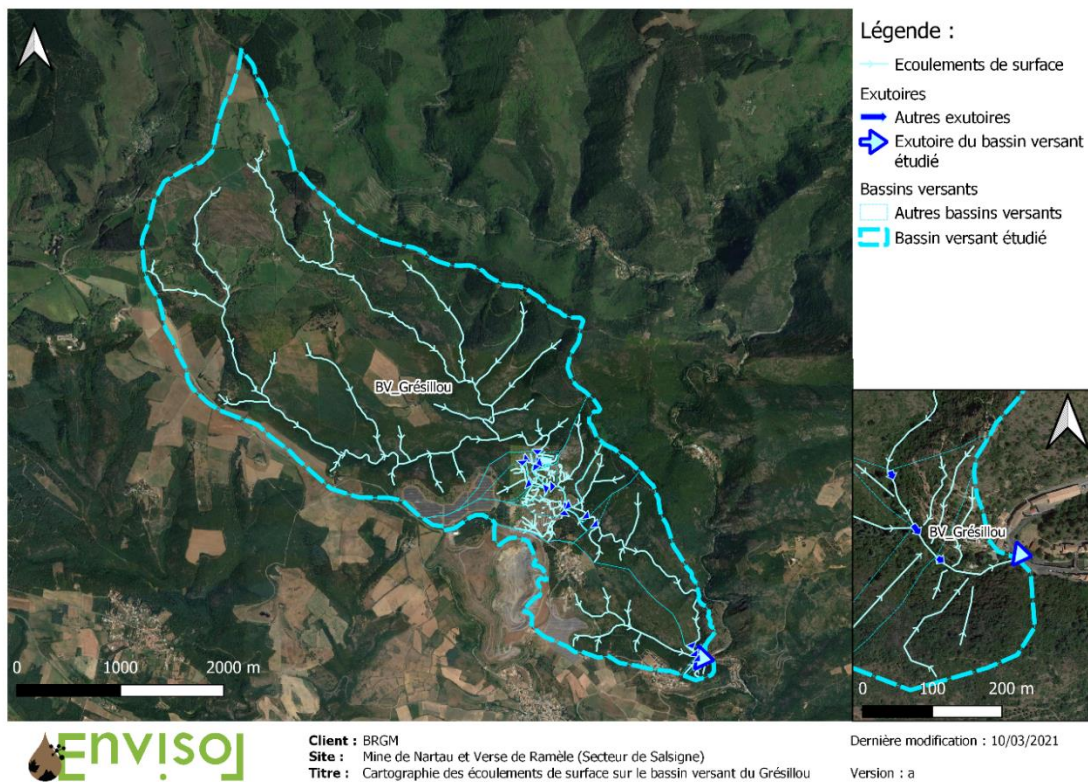 Légende :
Ecoulements de surface
Exutoires
Autres exutoires
Exutoire du bassin versant
étudié
Bassins versants
Autres bassins versants
Bassin versant étudié
BV_Grésillou
0 1000 2000 m
BV_Grésillou
0 100 200 m
Envisol
Client : BRGM
Site : Mine de Nartau et Verse de Ramèle (Secteur de Salsigne)
Titre : Cartographie des écoulements de surface sur le bassin versant du Grésillou
Dernière modification : 10/03/2021
Version : a